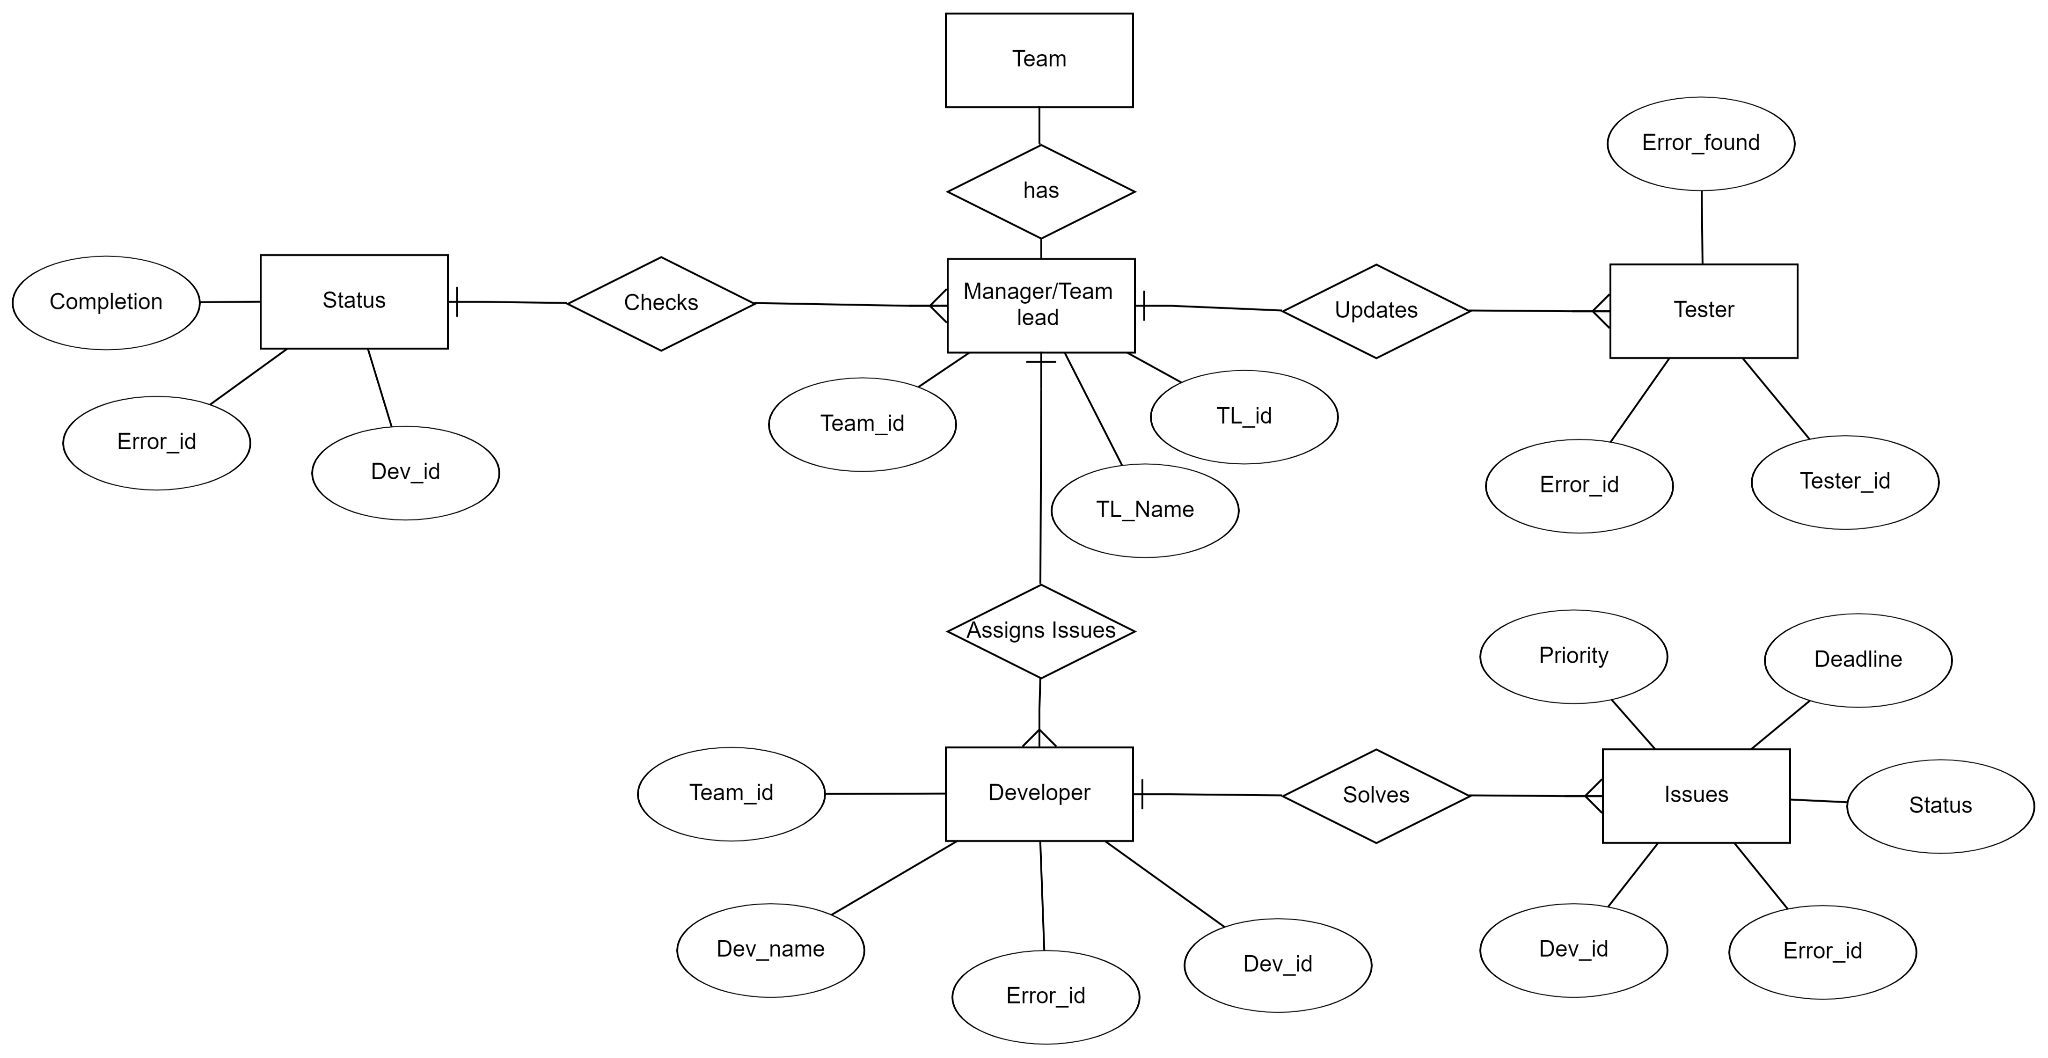 Team
Error_found
has
Completion
Status
Checks
Manager/Team
lead
Updates
Tester
Error_id
Dev_id
Team_id
TL_id
TL_Name
Error_id
Tester_id
Assigns Issues
Priority
Deadline
Team_id
Developer
Solves
Issues
Status
Dev_name
Error_id
Dev_id
Dev_id
Error_id